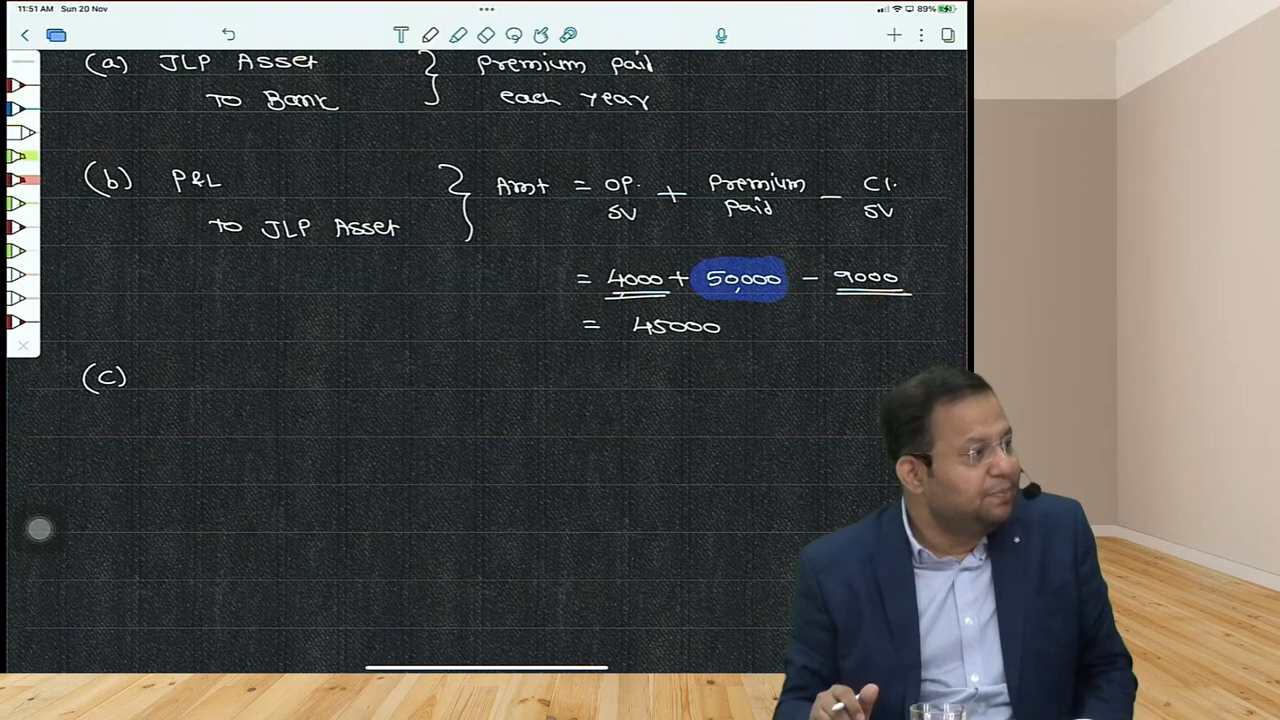 11:51 AM Sun 20 Nov
89%
T
(a) JLP Asset } Premium paid
TO Bank each year
(b) P&L } Amt = OP. SV + Premium Paid - Cl. SV
TO JLP Asset
= 4000 + 50,000 - 9000
= 45000
(c)